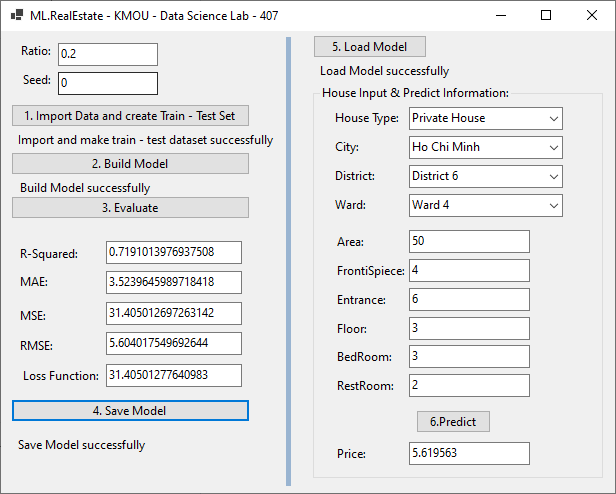 ML.RealEstate - KMOU - Data Science Lab - 407
Ratio: 0.2
Seed: 0
1. Import Data and create Train - Test Set
Import and make train - test dataset successfully
2. Build Model
Build Model successfully
3. Evaluate
R-Squared: 0.7191013976937508
MAE: 3.5239645989718418
MSE: 31.405012697263142
RMSE: 5.604017549692644
Loss Function: 31.40501277640983
4. Save Model
Save Model successfully
5. Load Model
Load Model successfully
House Input & Predict Information:
House Type: Private House
City: Ho Chi Minh
District: District 6
Ward: Ward 4
Area: 50
FrontiSpiece: 4
Entrance: 6
Floor: 3
BedRoom: 3
RestRoom: 2
6.Predict
Price: 5.619563